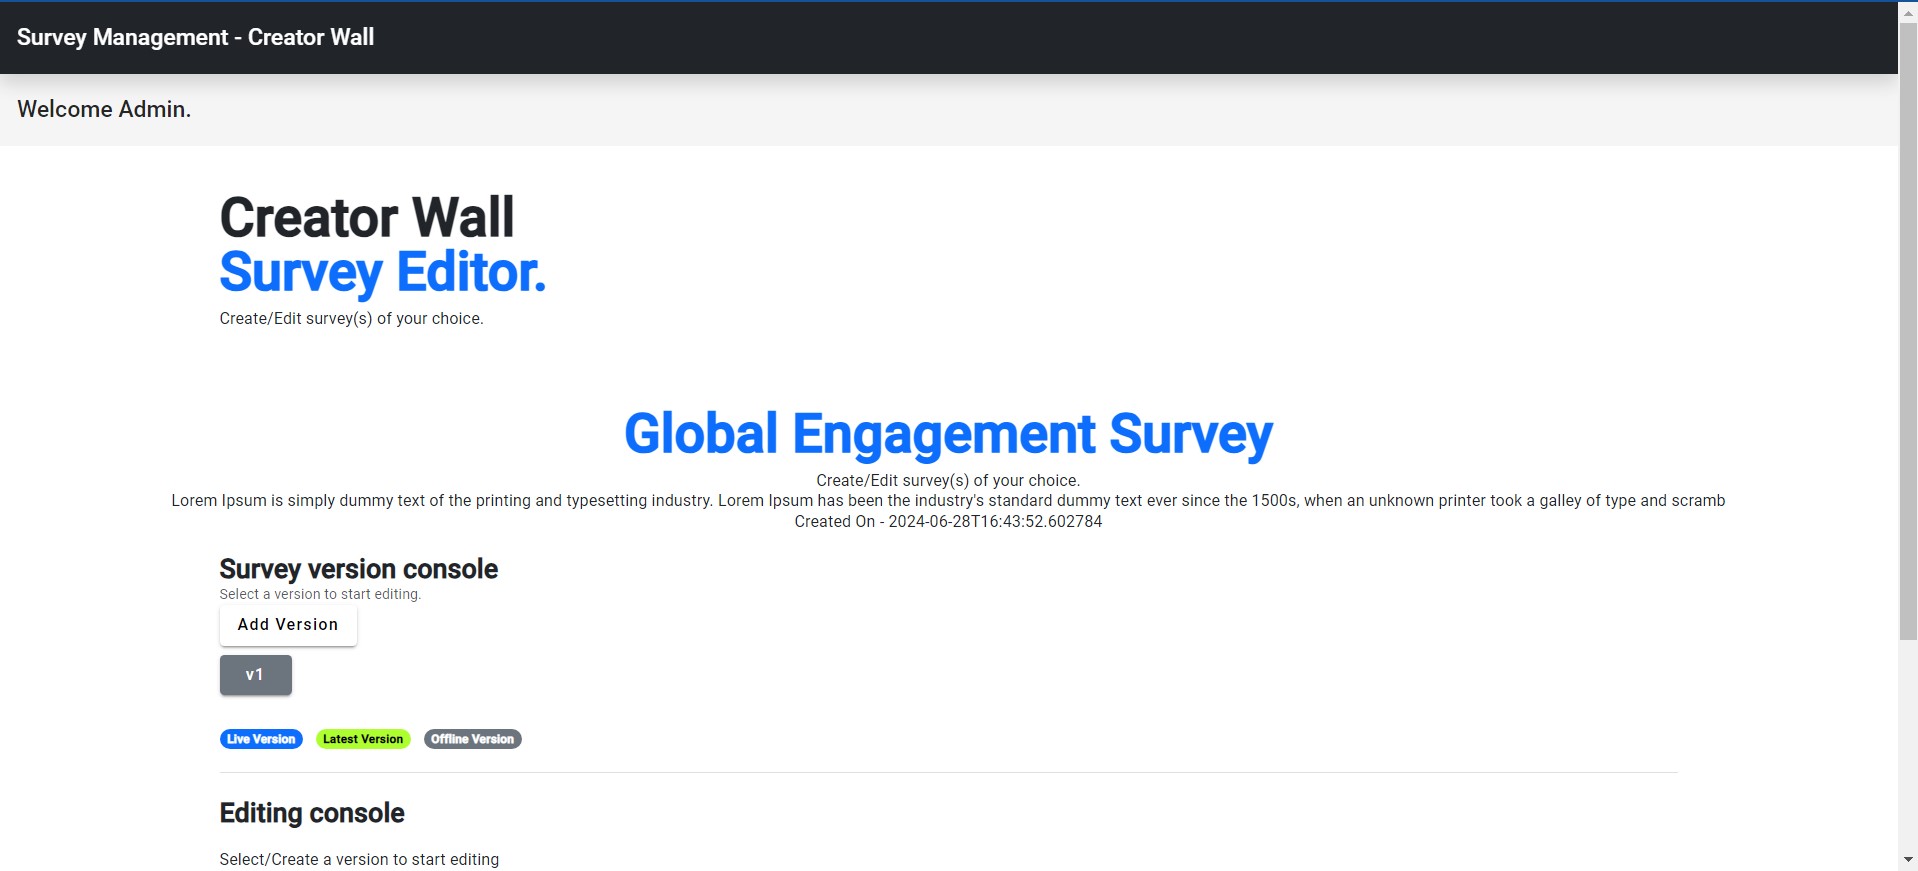 Survey Management - Creator Wall
Welcome Admin.
Creator Wall
Survey Editor.
Create/Edit survey(s) of your choice.
Global Engagement Survey
Create/Edit survey(s) of your choice.
Lorem Ipsum is simply dummy text of the printing and typesetting industry. Lorem Ipsum has been the industry's standard dummy text ever since the 1500s, when an unknown printer took a galley of type and scramb
Created On - 2024-06-28T16:43:52.602784
Survey version console
Select a version to start editing.
Add Version
v1
Live Version Latest Version Offline Version
Editing console
Select/Create a version to start editing